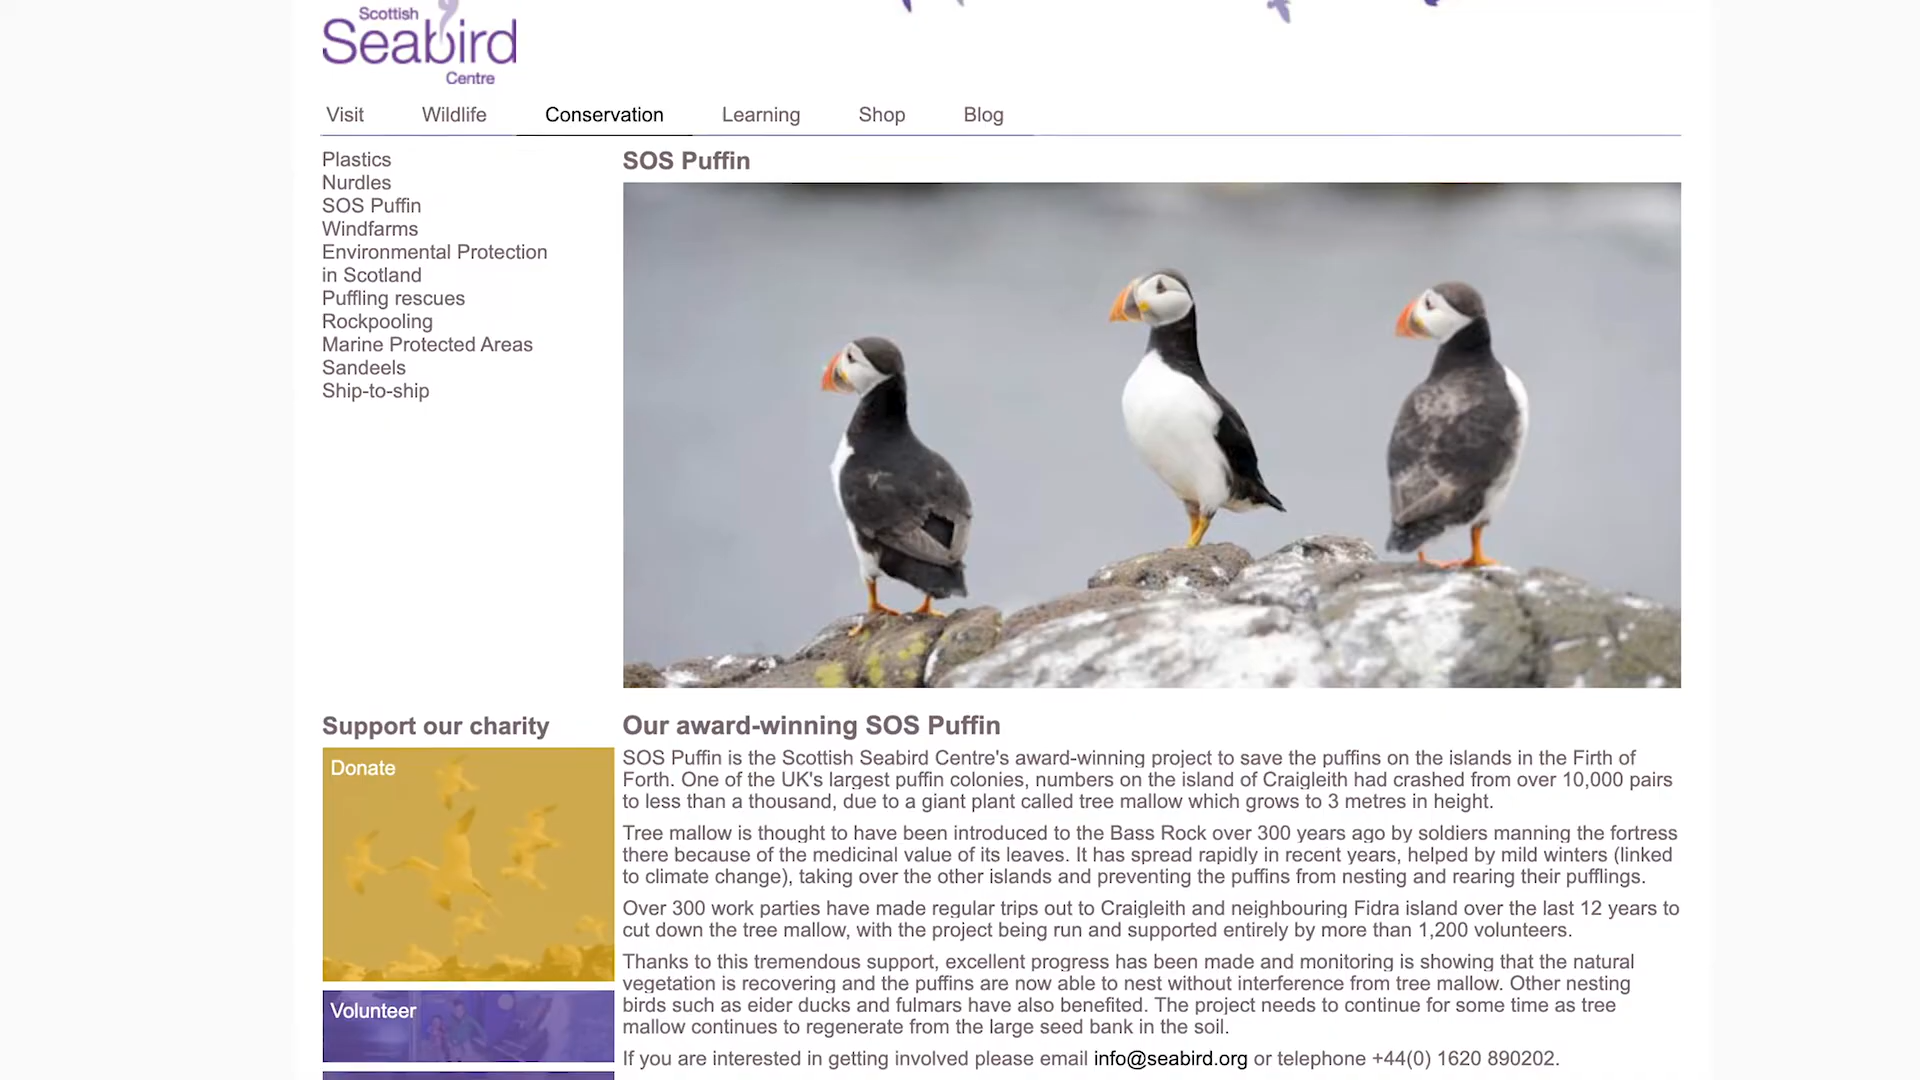 Scottish
Seabird
Centre
Visit
Wildlife
Conservation
Learning
Shop
Blog
Plastics
Nurdles
SOS Puffin
Windfarms
Environmental Protection
in Scotland
Puffling rescues
Rockpooling
Marine Protected Areas
Sandeels
Ship-to-ship
SOS Puffin
Support our charity
Donate
Volunteer
Our award-winning SOS Puffin
SOS Puffin is the Scottish Seabird Centre's award-winning project to save the puffins on the islands in the Firth of
Forth. One of the UK's largest puffin colonies, numbers on the island of Craigleith had crashed from over 10,000 pairs
to less than a thousand, due to a giant plant called tree mallow which grows to 3 metres in height.
Tree mallow is thought to have been introduced to the Bass Rock over 300 years ago by soldiers manning the fortress
there because of the medicinal value of its leaves. It has spread rapidly in recent years, helped by mild winters (linked
to climate change), taking over the other islands and preventing the puffins from nesting and rearing their pufflings.
Over 300 work parties have made regular trips out to Craigleith and neighbouring Fidra island over the last 12 years to
cut down the tree mallow, with the project being run and supported entirely by more than 1,200 volunteers.
Thanks to this tremendous support, excellent progress has been made and monitoring is showing that the natural
vegetation is recovering and the puffins are now able to nest without interference from tree mallow. Other nesting
birds such as eider ducks and fulmars have also benefited. The project needs to continue for some time as tree
mallow continues to regenerate from the large seed bank in the soil.
If you are interested in getting involved please email info@seabird.org or telephone +44(0) 1620 890202.